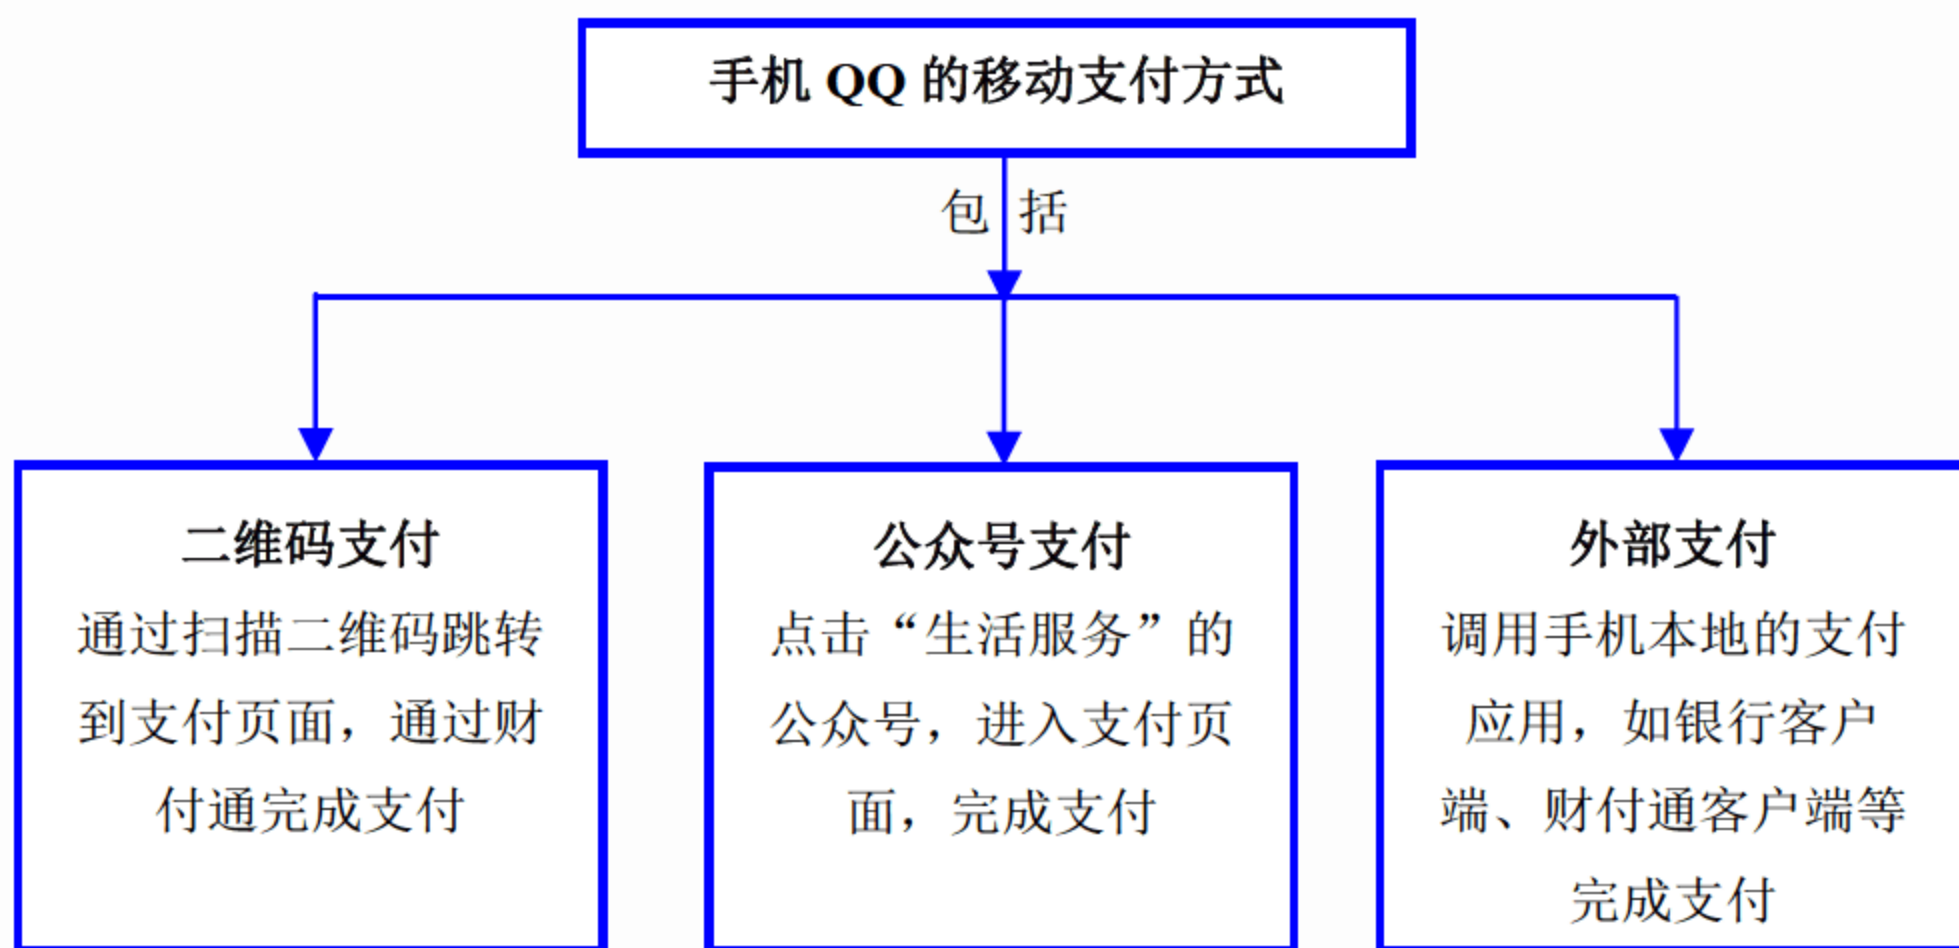 手机 QQ 的移动支付方式
包 括
二维码支付
通过扫描二维码跳转
到支付页面，通过财
付通完成支付
公众号支付
点击“生活服务”的
公众号，进入支付页
面，完成支付
外部支付
调用手机本地的支付
应用，如银行客户
端、财付通客户端等
完成支付